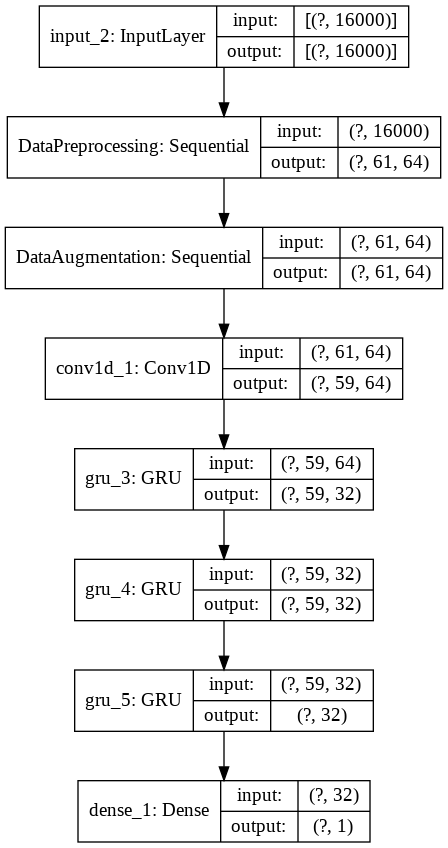 input_2: InputLayer
input:
[(?, 16000)]
output:
[(?, 16000)]
DataPreprocessing: Sequential
input:
(?, 16000)
output:
(?, 61, 64)
DataAugmentation: Sequential
input:
(?, 61, 64)
output:
(?, 61, 64)
conv1d_1: Conv1D
input:
(?, 61, 64)
output:
(?, 59, 64)
gru_3: GRU
input:
(?, 59, 64)
output:
(?, 59, 32)
gru_4: GRU
input:
(?, 59, 32)
output:
(?, 59, 32)
gru_5: GRU
input:
(?, 59, 32)
output:
(?, 32)
dense_1: Dense
input:
(?, 32)
output:
(?, 1)